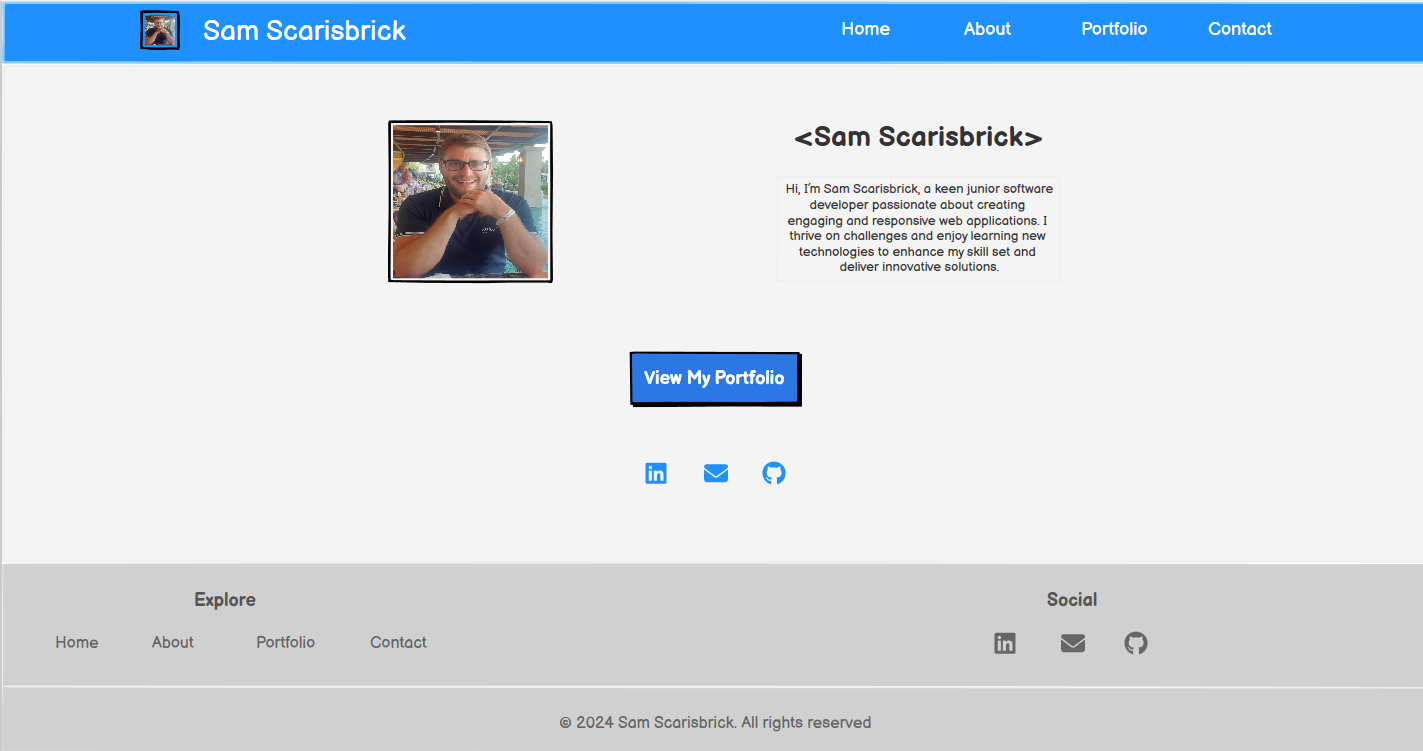 Sam Scarisbrick
Home About Portfolio Contact
<Sam Scarisbrick>
Hi, I'm Sam Scarisbrick, a keen junior software
developer passionate about creating
engaging and responsive web applications. I
thrive on challenges and enjoy learning new
technologies to enhance my skill set and
deliver innovative solutions.
View My Portfolio
in
Explore
Home About Portfolio Contact
Social
in
© 2024 Sam Scarisbrick. All rights reserved